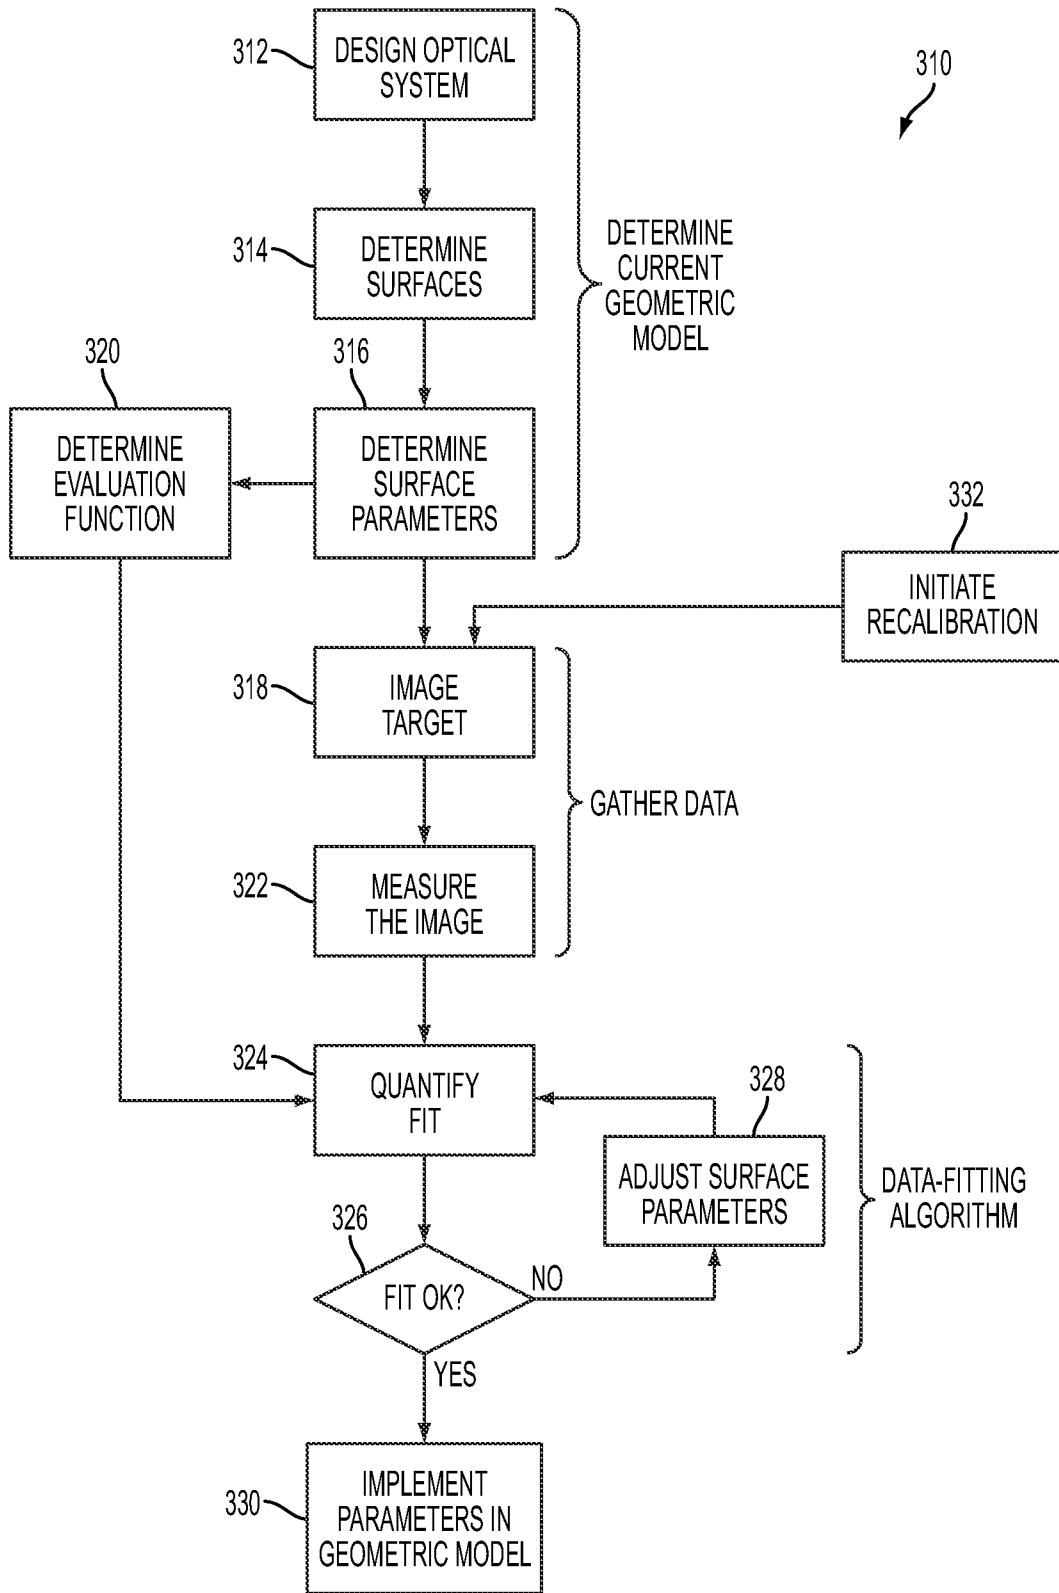 312
DESIGN OPTICAL
SYSTEM
310
314
DETERMINE
SURFACES
DETERMINE
CURRENT
GEOMETRIC
MODEL
320
316
DETERMINE
EVALUATION
FUNCTION
DETERMINE
SURFACE
PARAMETERS
332
INITIATE
RECALIBRATION
318
IMAGE
TARGET
GATHER DATA
322
MEASURE
THE IMAGE
324
QUANTIFY
FIT
328
ADJUST SURFACE
PARAMETERS
DATA-FITTING
ALGORITHM
326
FIT OK?
NO
YES
330
IMPLEMENT
PARAMETERS IN
GEOMETRIC MODEL